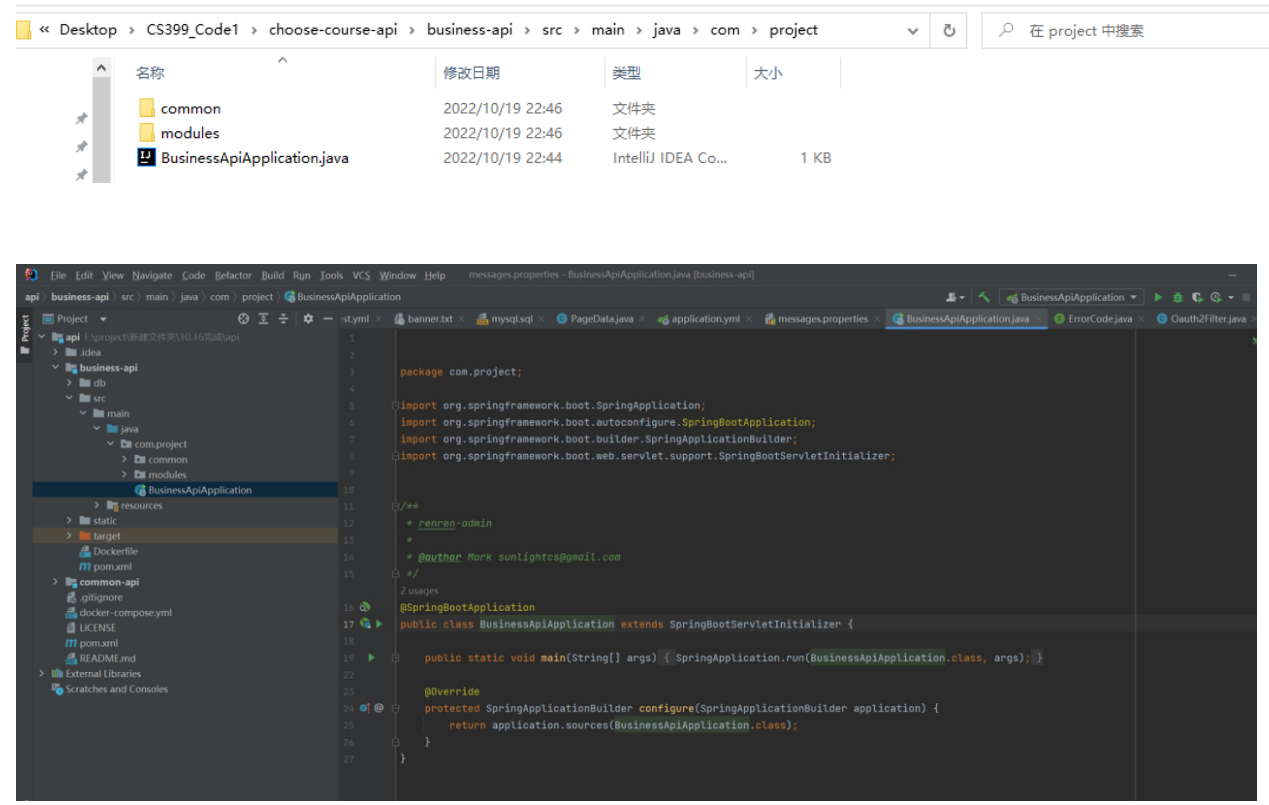 « Desktop › CS399_Code1 › choose-course-api › business-api › src › main › java › com › project 在 project 中搜索
名称 修改日期 类型 大小
common 2022/10/19 22:46 文件夹
modules 2022/10/19 22:46 文件夹
BusinessApiApplication.java 2022/10/19 22:44 IntelliJ IDEA Co... 1 KB
File Edit View Navigate Code Refactor Build Run Tools VCS Window Help messages.properties - BusinessApiApplication.java [business-api]
api › business-api › src › main › java › com › project › BusinessApiApplication BusinessApiApplication
Project
Project st.yml banner.txt mysql.sql PageData.java application.yml messages.properties BusinessApiApplication.java ErrorCode.java Oauth2Filter.java
api F:\project\新建文件夹\10.16完成\api
.idea
business-api
db
src
main
java
com.project
common
modules
BusinessApiApplication
resources
static
target
Dockerfile
pom.xml
common-api
.gitignore
docker-compose.yml
LICENSE
pom.xml
README.md
External Libraries
Scratches and Consoles
1
2
3 package com.project;
4
5 import org.springframework.boot.SpringApplication;
6 import org.springframework.boot.autoconfigure.SpringBootApplication;
7 import org.springframework.boot.builder.SpringApplicationBuilder;
8 import org.springframework.boot.web.servlet.support.SpringBootServletInitializer;
9
10
11 /**
12 * renren-admin
13 *
14 * @author Mark sunlightcs@gmail.com
15 */
2 usages
16 @SpringBootApplication
17 public class BusinessApiApplication extends SpringBootServletInitializer {
18
19 public static void main(String[] args) { SpringApplication.run(BusinessApiApplication.class, args); }
22
23 @Override
24 protected SpringApplicationBuilder configure(SpringApplicationBuilder application) {
25 return application.sources(BusinessApiApplication.class);
26 }
27 }